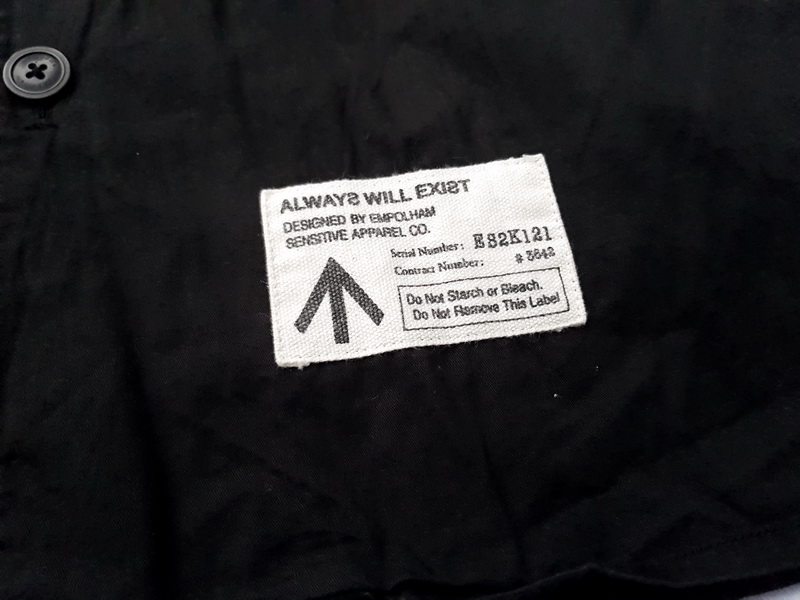 ALWAYS WILL EXIST
DESIGNED BY EMPOLHAM
SENSITIVE APPAREL CO.
Serial Number: E82K121
Contract Number: # 3642
Do Not Starch or Bleach.
Do Not Remove This Label